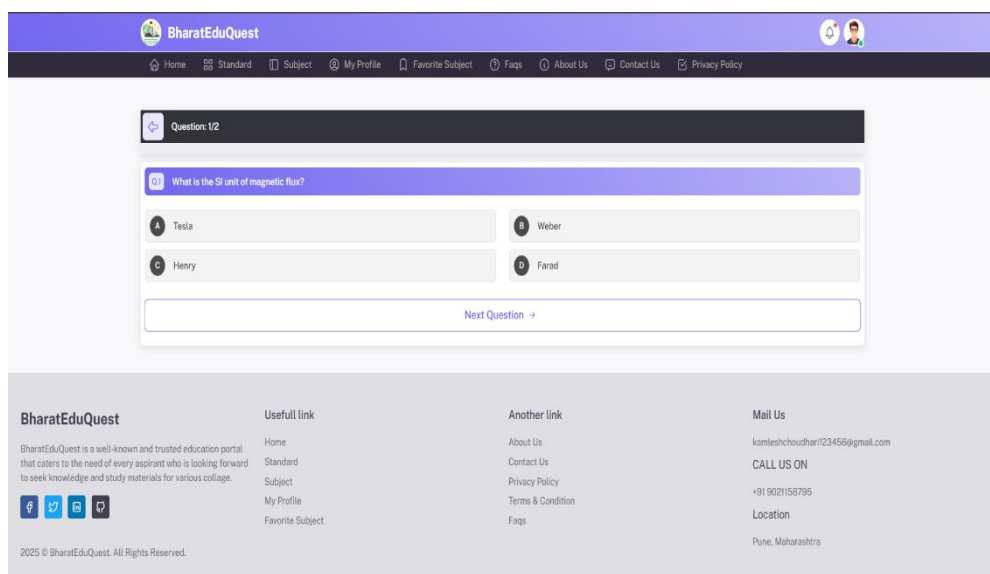 BharatEduQuest
Home Standard Subject My Profile Favorite Subject Faqs About Us Contact Us Privacy Policy
Question: 1/2
Q.1 What is the SI unit of magnetic flux?
A Tesla
B Weber
C Henry
D Farad
Next Question →
BharatEduQuest
BharatEduQuest is a well-known and trusted education portal
that caters to the need of every aspirant who is looking forward
to seek knowledge and study materials for various collage.
2025 © BharatEduQuest. All Rights Reserved.
Usefull link
Home
Standard
Subject
My Profile
Favorite Subject
Another link
About Us
Contact Us
Privacy Policy
Terms & Condition
Faqs
Mail Us
kamleshchoudhari123456@gmail.com
CALL US ON
+91 9021158795
Location
Pune, Maharashtra